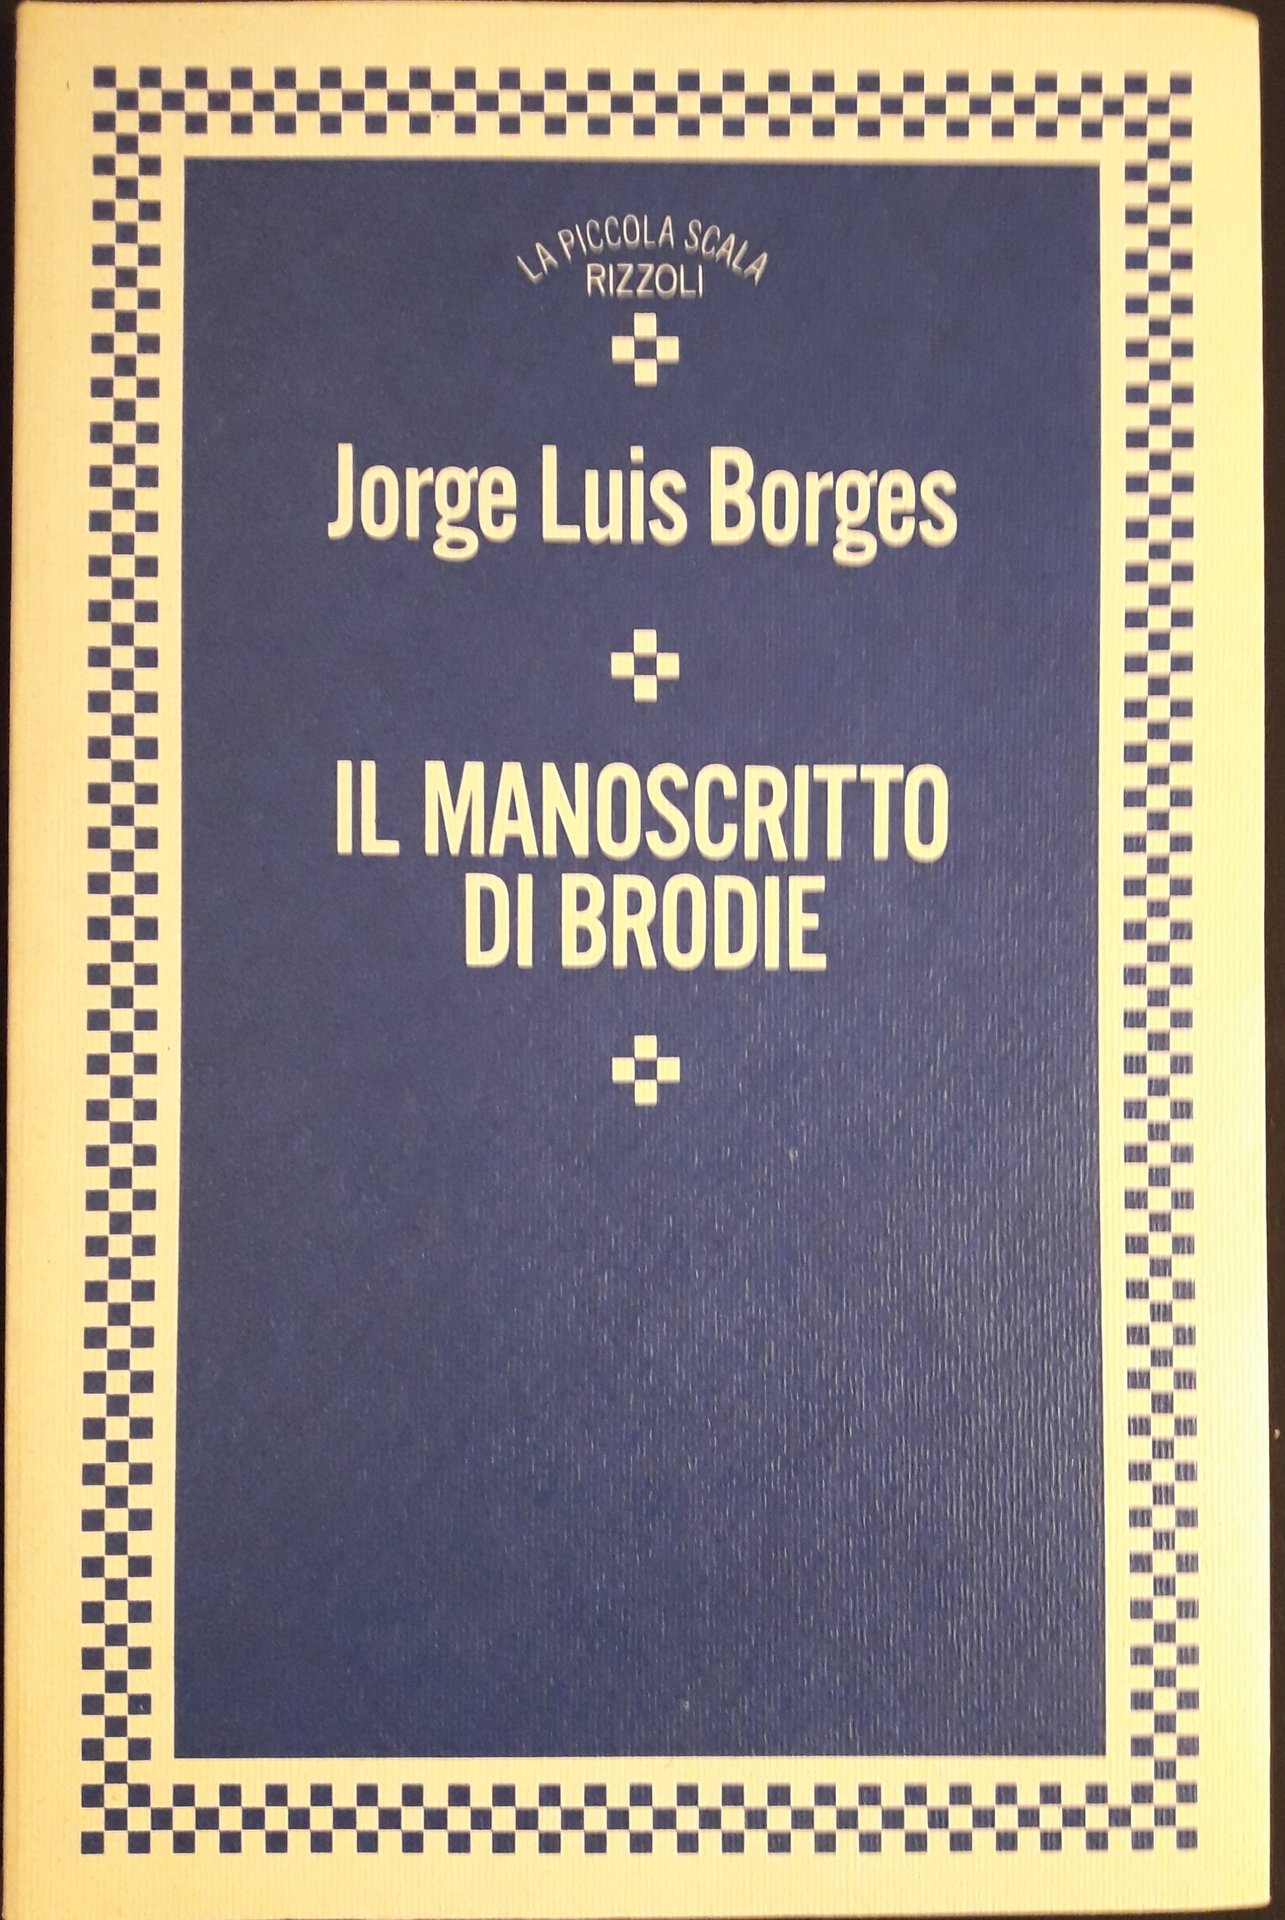 LA PICCOLA SCALA
RIZZOLI
Jorge Luis Borges
IL MANOSCRITTO
DI BRODIE